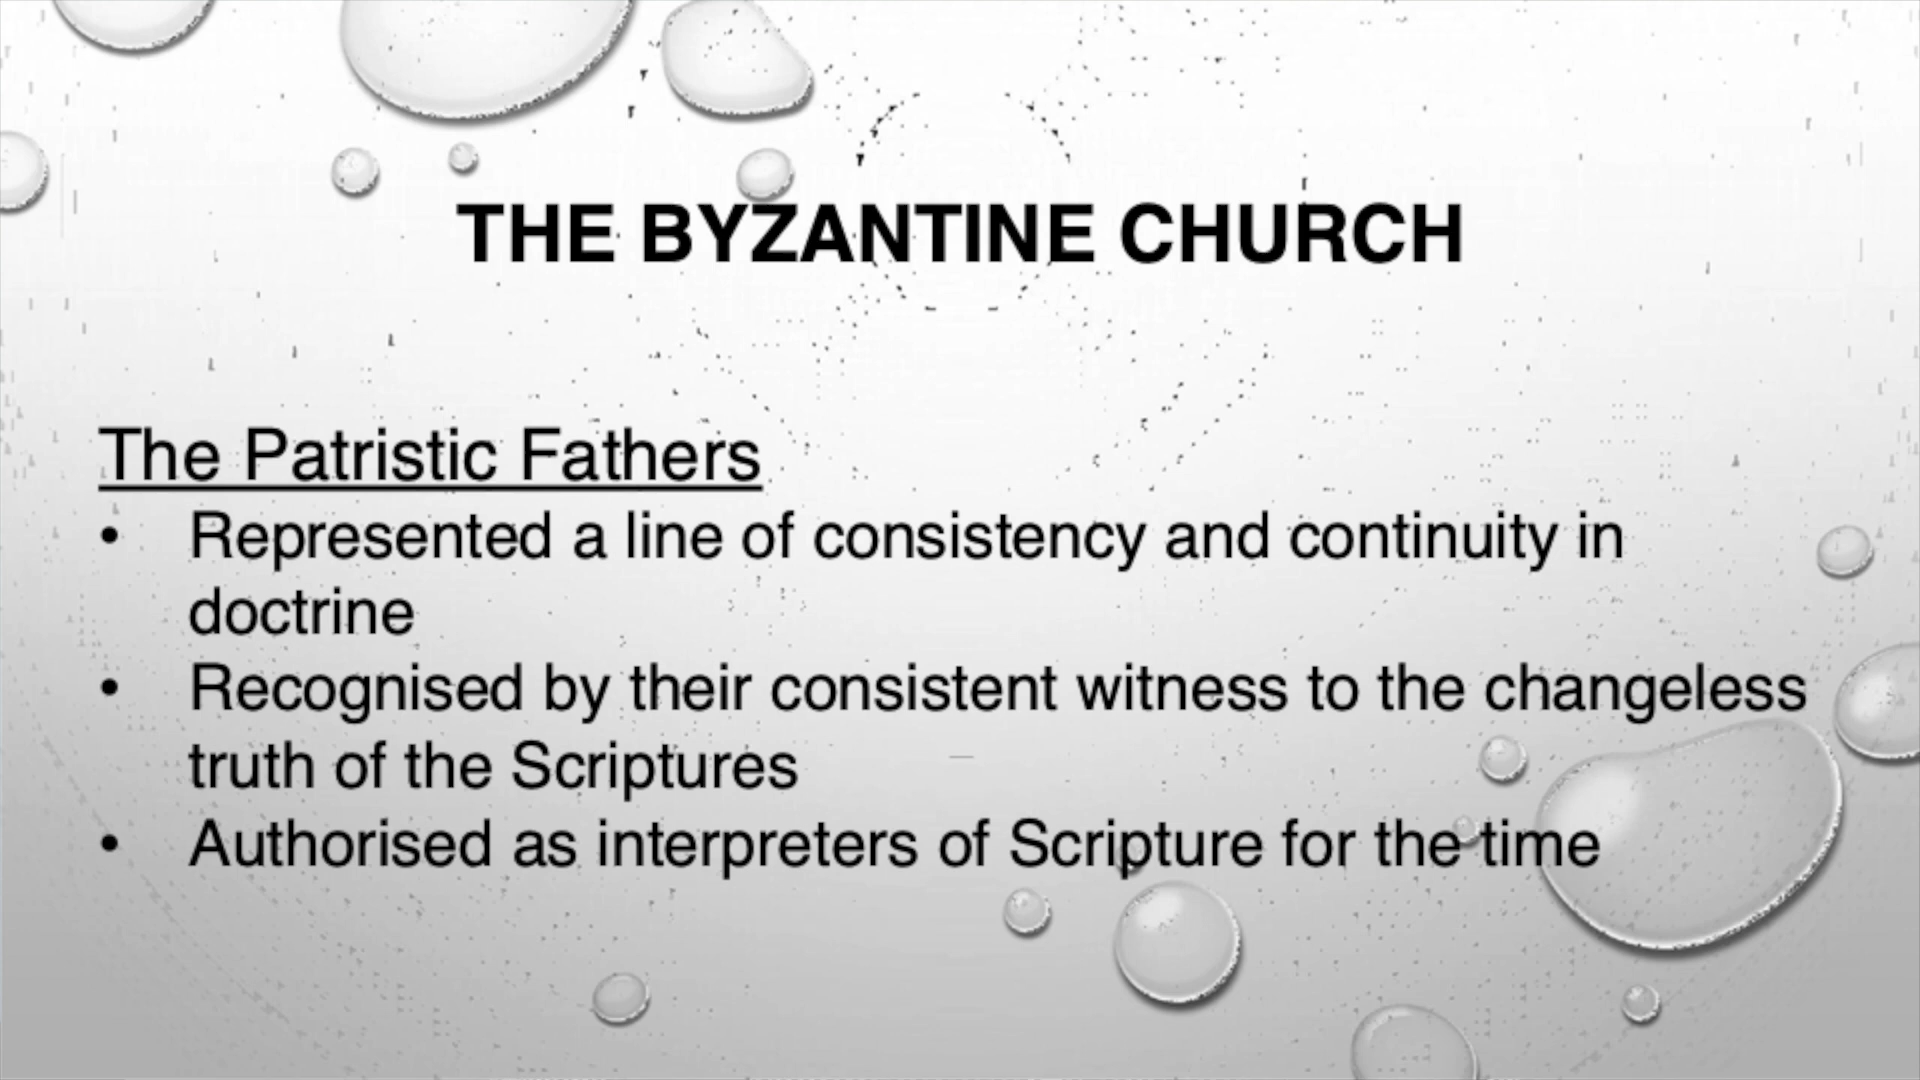 THE BYZANTINE CHURCH
The Patristic Fathers
• Represented a line of consistency and continuity in
doctrine
• Recognised by their consistent witness to the changeless
truth of the Scriptures
• Authorised as interpreters of Scripture for the time